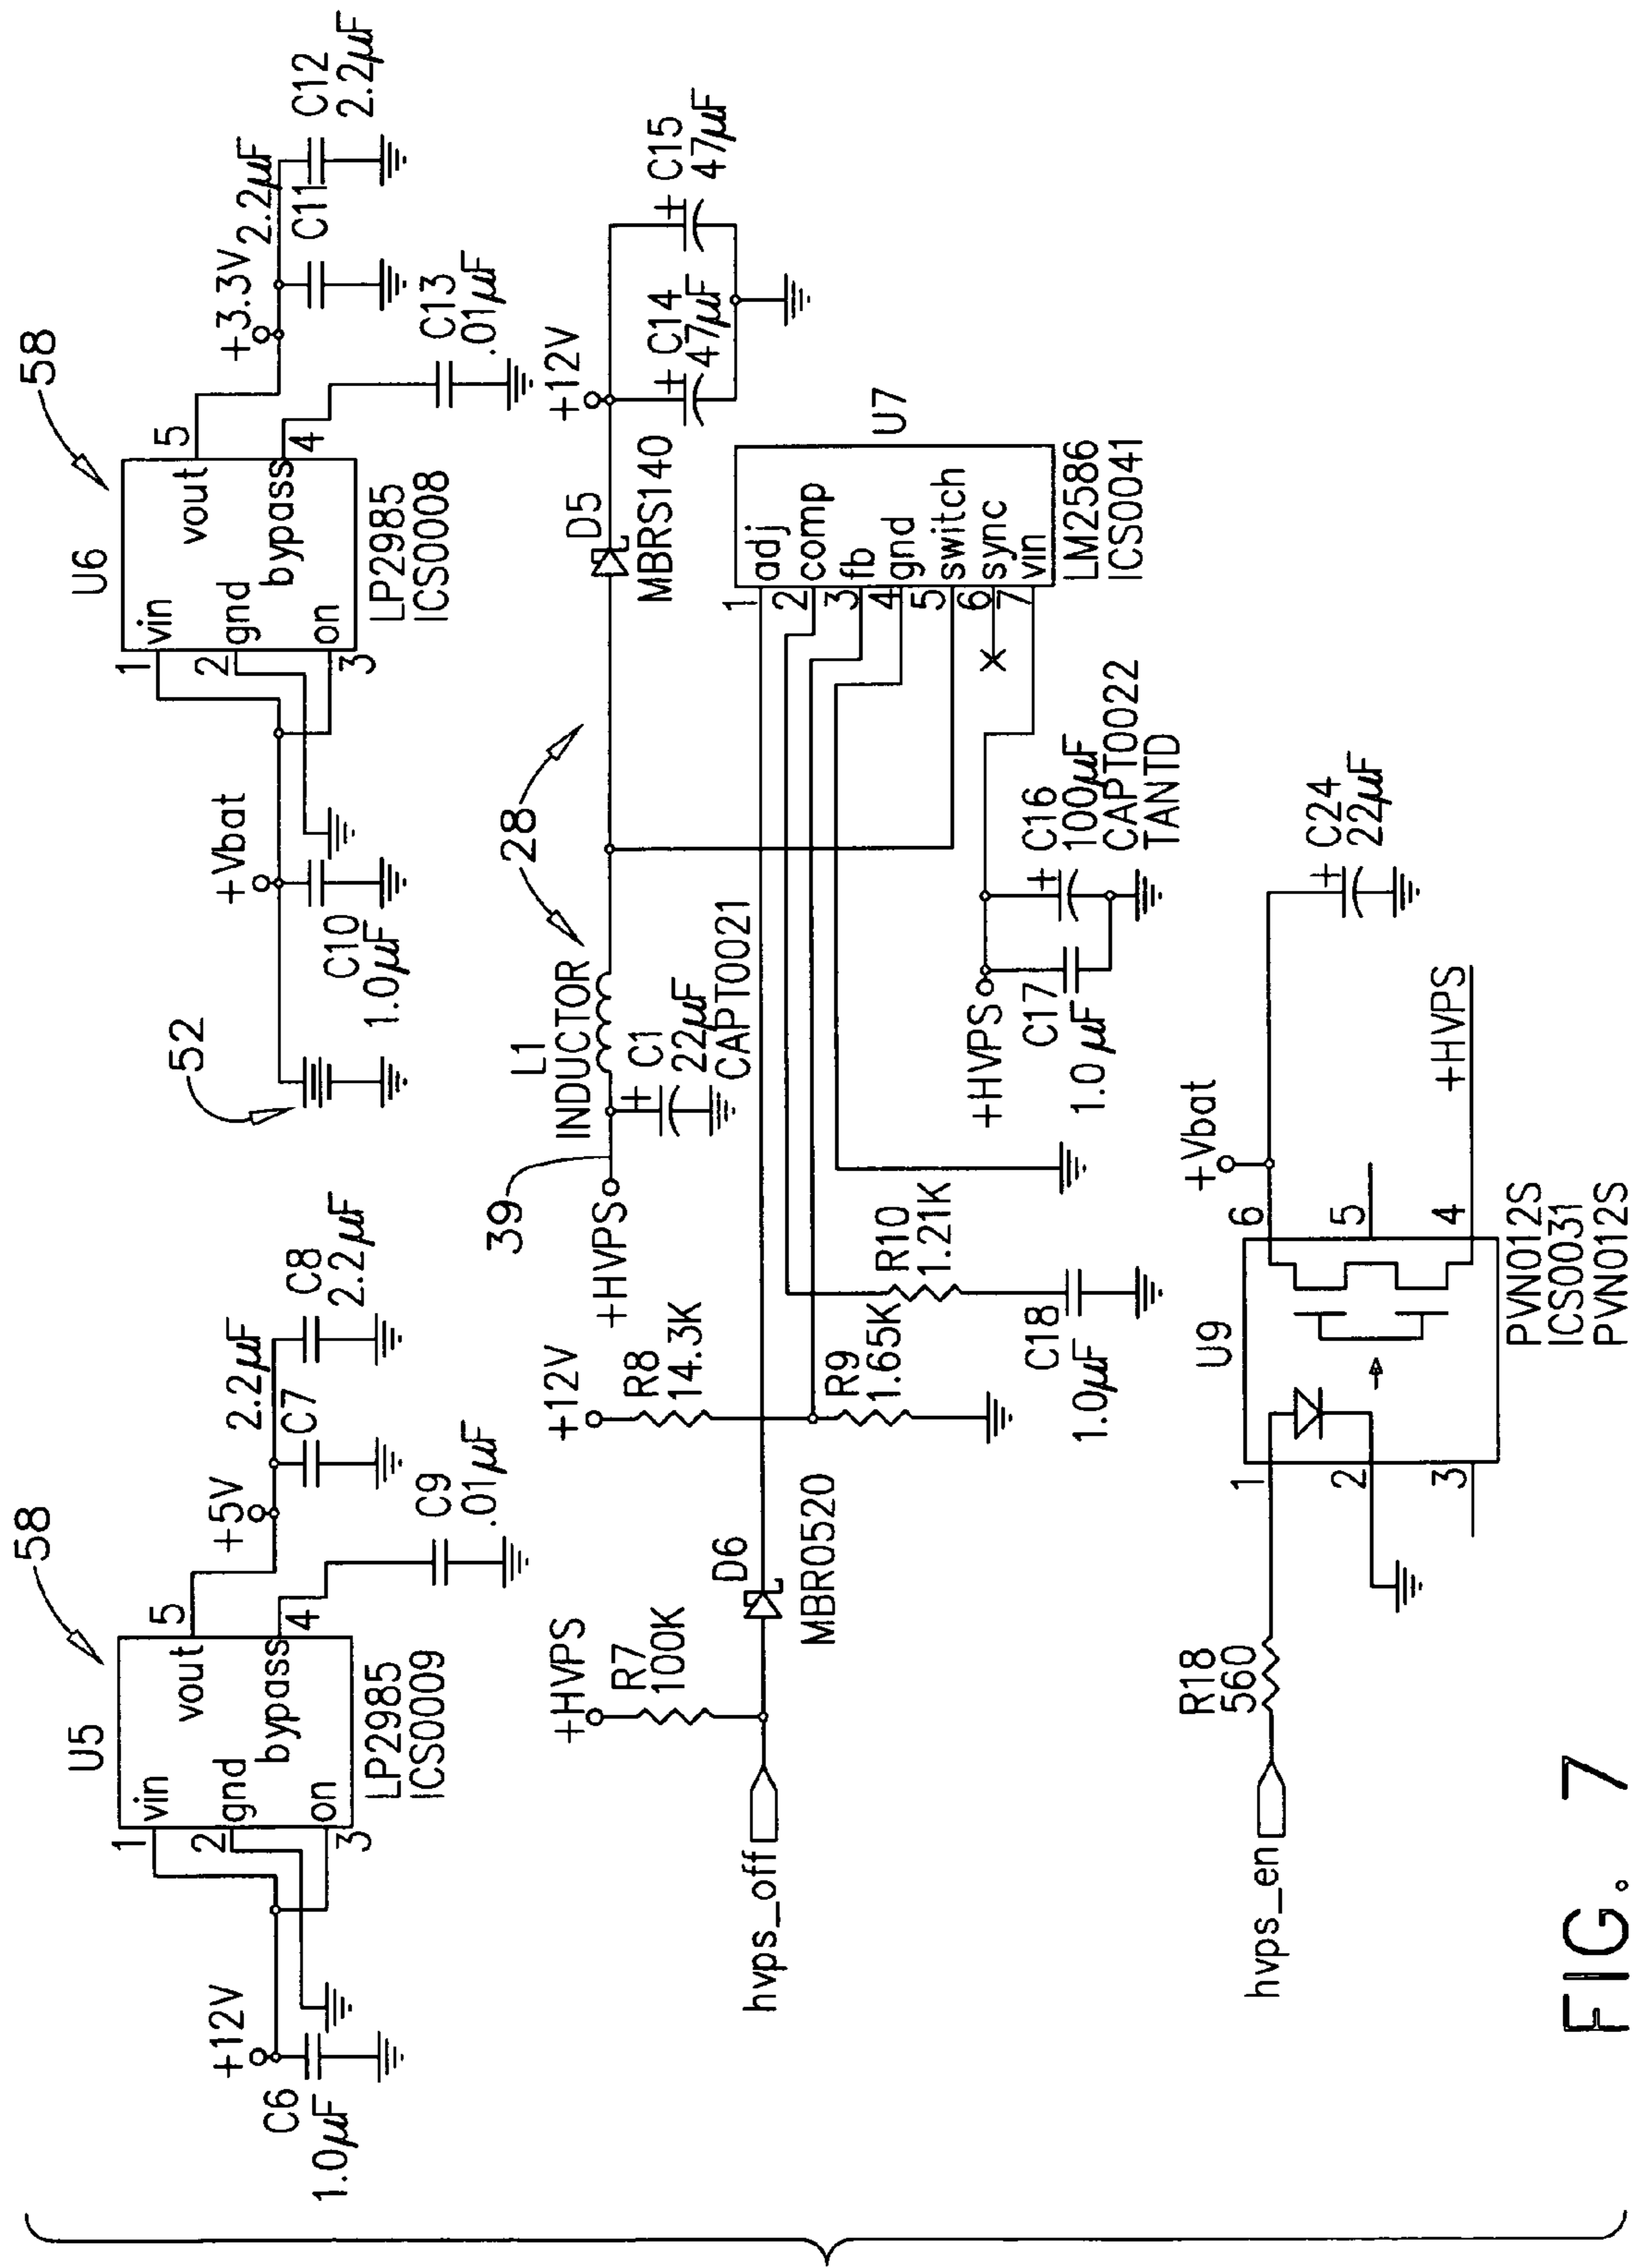 58
U5
vin
gnd
on
vout
bypass
1
2
3
5
4
LP2985
ICS0009
+12V
C6
1.0µF
+5V
2.2µF
C7
C8
2.2µF
C9
.01µF
52
58
U6
vin
gnd
on
vout
bypass
1
2
3
5
4
LP2985
ICS0008
+Vbat
C10
1.0µF
+3.3V
2.2µF
C11
C12
2.2µF
C13
.01µF
39
+HVPS
L1
INDUCTOR
C1
22µF
CAPT0021
28
D5
MBRS140
+12V
C14
47µF
C15
47µF
hvps_off
+HVPS
R7
100K
D6
MBR0520
+12V
R8
14.3K
R9
1.65K
R10
1.21K
C18
1.0µF
+HVPS
C17
1.0µF
C16
100µF
CAPT0022
TANTD
U7
1 adj
2 comp
3 fb
4 gnd
5 switch
6 sync
7 vin
LM2586
ICS0041
hvps_en
R18
560
U9
1
2
3
6
5
4
PVN012S
ICS0031
PVN012S
+Vbat
+HVPS
C24
22µF
FIG. 7